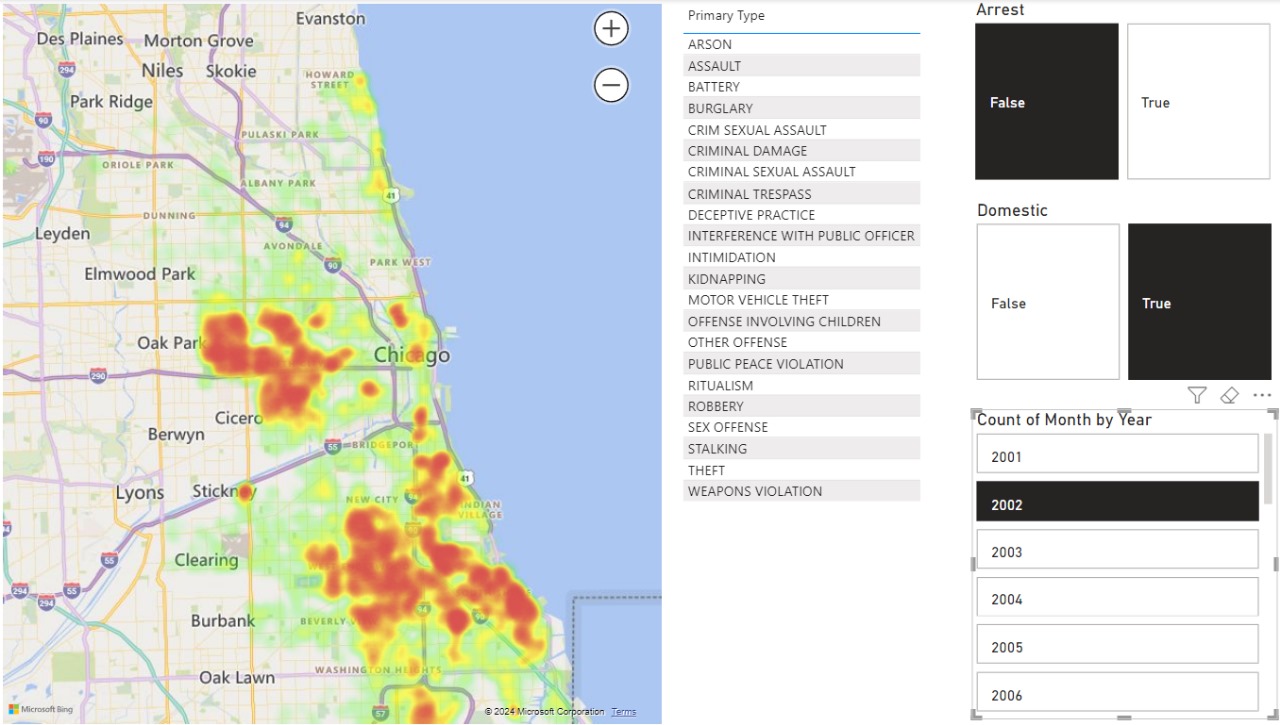 Evanston
Des Plaines
Morton Grove
Niles
Skokie
294
HOWARD
STREET
Park Ridge
90
PULASKI PARK
190
ORIOLE PARK
ALBANY PARK
41
DUNNING
94
Leyden
AVONDALE
90
PARK WEST
Elmwood Park
Oak Park
Chicago
290
Cicero
Berwyn
55
BRIDGEPORT
41
Lyons
Stickney
NEW CITY
INDIAN
VILLAGE
Clearing
55
294
294
55
94
Burbank
BEVERLY V
WASHINGTON HEIGHTS
Oak Lawn
57
Microsoft Bing
© 2024 Microsoft Corporation Terms
Primary Type
ARSON
ASSAULT
BATTERY
BURGLARY
CRIM SEXUAL ASSAULT
CRIMINAL DAMAGE
CRIMINAL SEXUAL ASSAULT
CRIMINAL TRESPASS
DECEPTIVE PRACTICE
INTERFERENCE WITH PUBLIC OFFICER
INTIMIDATION
KIDNAPPING
MOTOR VEHICLE THEFT
OFFENSE INVOLVING CHILDREN
OTHER OFFENSE
PUBLIC PEACE VIOLATION
RITUALISM
ROBBERY
SEX OFFENSE
STALKING
THEFT
WEAPONS VIOLATION
Arrest
False
True
Domestic
False
True
Count of Month by Year
2001
2002
2003
2004
2005
2006